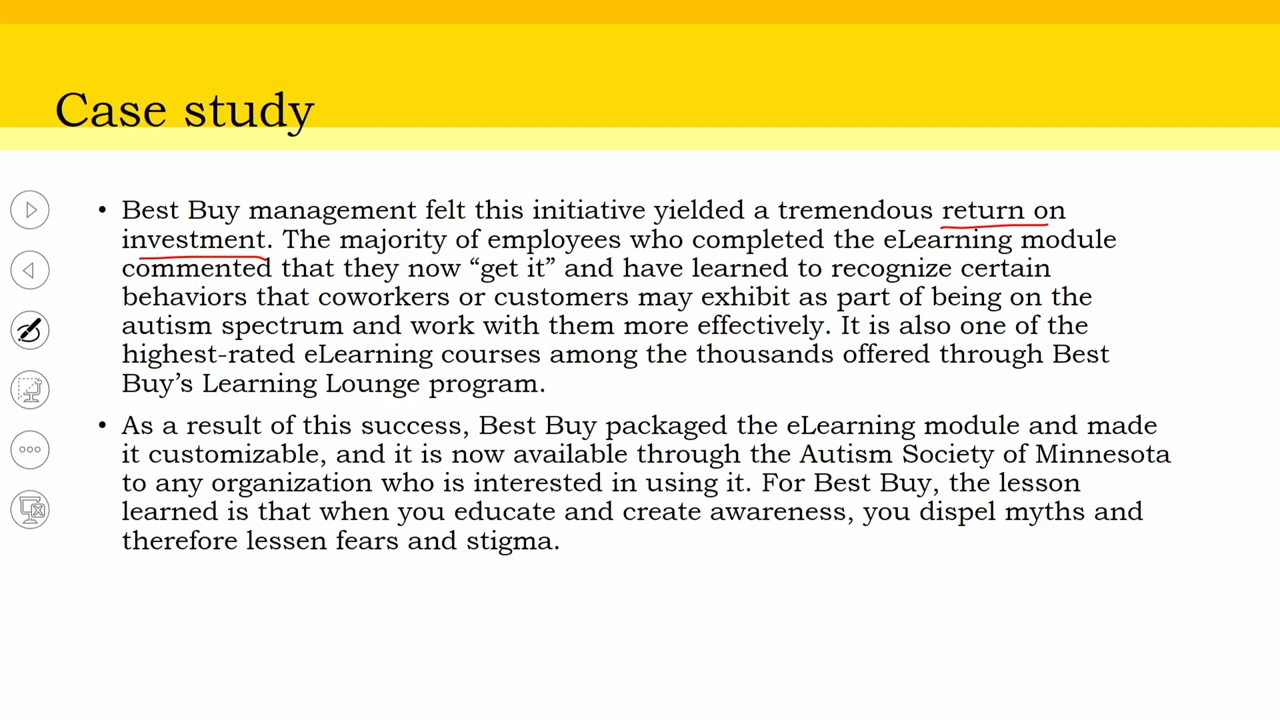 Case study
• Best Buy management felt this initiative yielded a tremendous return on
investment. The majority of employees who completed the eLearning module
commented that they now “get it” and have learned to recognize certain
behaviors that coworkers or customers may exhibit as part of being on the
autism spectrum and work with them more effectively. It is also one of the
highest-rated eLearning courses among the thousands offered through Best
Buy’s Learning Lounge program.
• As a result of this success, Best Buy packaged the eLearning module and made
it customizable, and it is now available through the Autism Society of Minnesota
to any organization who is interested in using it. For Best Buy, the lesson
learned is that when you educate and create awareness, you dispel myths and
therefore lessen fears and stigma.